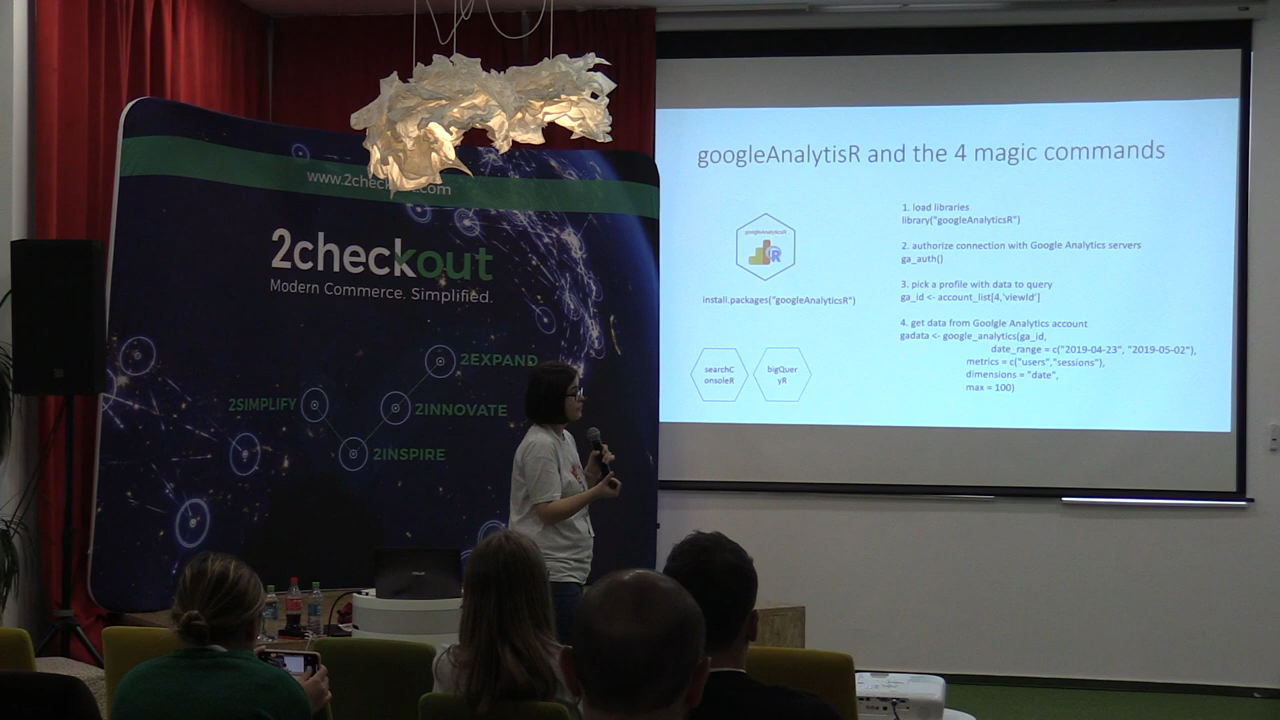 www.2check .com
2checkout
Modern Commerce. Simplified.
2EXPAND
2SIMPLIFY
2INNOVATE
2INSPIRE
googleAnalytisR and the 4 magic commands
googleAnalyticsR
R
install.packages("googleAnalyticsR")
searchC
onsoleR
bigQuer
yR
1. load libraries
library("googleAnalyticsR")
2. authorize connection with Google Analytics servers
ga_auth()
3. pick a profile with data to query
ga_id <- account_list[4,'viewId']
4. get data from Goolgle Analytics account
gadata <- google_analytics(ga_id,
date_range = c("2019-04-23", "2019-05-02"),
metrics = c("users","sessions"),
dimensions = "date",
max = 100)